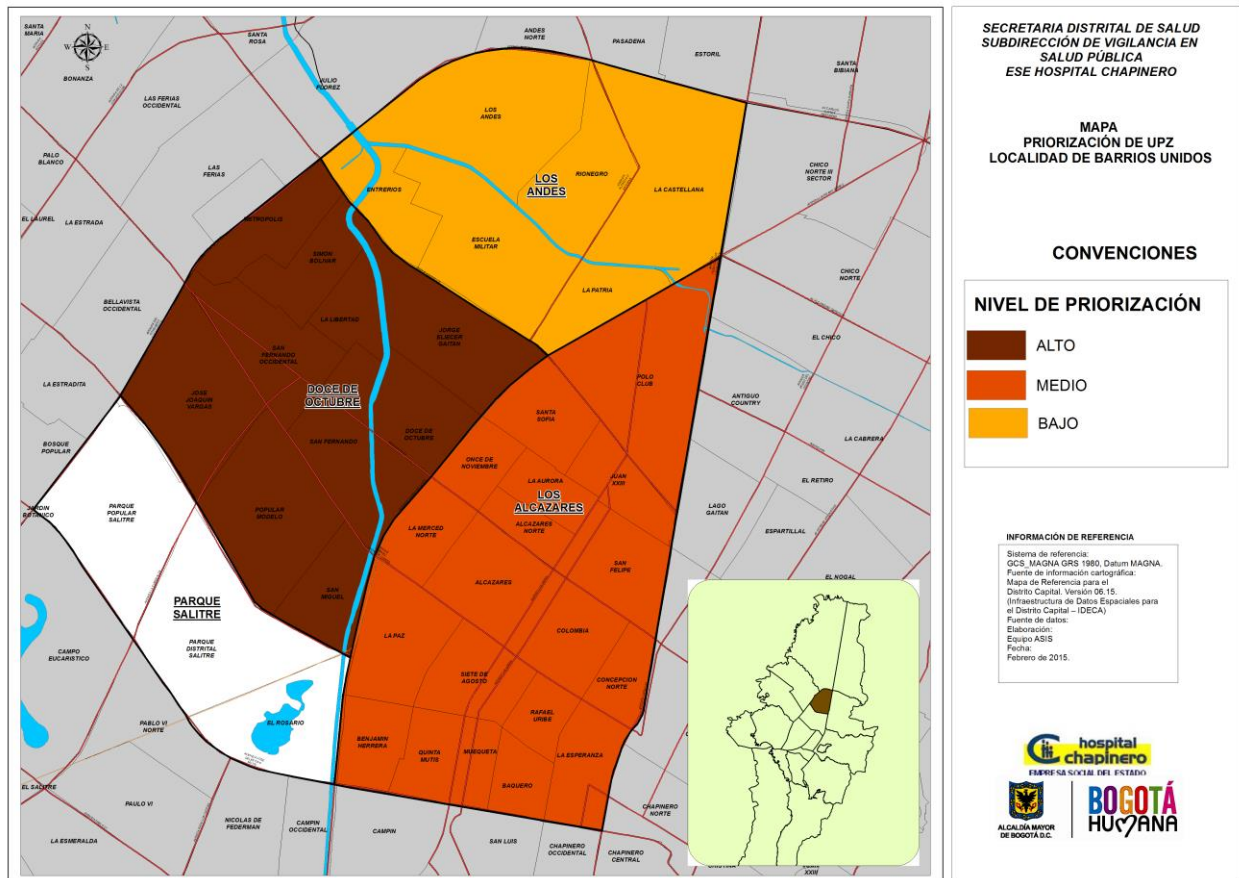 SECRETARIA DISTRITAL DE SALUD
SUBDIRECCIÓN DE VIGILANCIA EN
SALUD PÚBLICA
ESE HOSPITAL CHAPINERO
MAPA
PRIORIZACIÓN DE UPZ
LOCALIDAD DE BARRIOS UNIDOS
CONVENCIONES
NIVEL DE PRIORIZACIÓN
ALTO
MEDIO
BAJO
INFORMACIÓN DE REFERENCIA
Sistema de referencia:
GCS_MAGNA GRS 1980, Datum MAGNA.
Fuente de información cartográfica:
Mapa de Referencia para el
Distrito Capital. Versión 06.15.
(Infraestructura de Datos Espaciales para
el Distrito Capital – IDECA)
Fuente de datos:
Elaboración:
Equipo ASIS
Fecha:
Febrero de 2015.
hospital
chapinero
EMPRESA SOCIAL DEL ESTADO
ALCALDÍA MAYOR
DE BOGOTÁ D.C.
BOGOTÁ
HUMANA
N
W
E
S
SANTA
MARIA
BONANZA
SANTA
ROSA
LAS FERIAS
OCCIDENTAL
JULIO
FLOREZ
ANDES
NORTE
PASADENA
ESTORIL
SANTA
BIBIANA
PALO
BLANCO
LAS
FERIAS
EL LAUREL
LA ESTRADA
LOS
ANDES
RIONEGRO
LOS
ANDES
LA CASTELLANA
ENTRERIOS
ESCUELA
MILITAR
LA PATRIA
CHICO
NORTE III
SECTOR
CHICO
NORTE
EL CHICO
METROPOLIS
SIMON
BOLIVAR
BELLAVISTA
OCCIDENTAL
LA LIBERTAD
JORGE
ELIECER
GAITAN
SAN
FERNANDO
OCCIDENTAL
LA ESTRADITA
JOSE
JOAQUIN
VARGAS
DOCE DE
OCTUBRE
SAN FERNANDO
DOCE DE
OCTUBRE
POPULAR
MODELO
SAN
MIGUEL
BOSQUE
POPULAR
JARDIN
BOTANICO
PARQUE
POPULAR
SALITRE
PARQUE
SALITRE
PARQUE
DISTRITAL
SALITRE
EL ROSARIO
CAMPO
EUCARISTICO
PABLO VI
NORTE
EL SALITRE
PAULO VI
LA ESMERALDA
NICOLAS DE
FEDERMAN
CAMPIN
OCCIDENTAL
CAMPIN
SAN LUIS
CHAPINERO
OCCIDENTAL
CHAPINERO
CENTRAL
CHAPINERO
NORTE
POLO
CLUB
SANTA
SOFIA
ONCE DE
NOVIEMBRE
LA AURORA
JUAN
XXIII
LOS
ALCAZARES
LA MERCED
NORTE
ALCAZARES
NORTE
SAN
FELIPE
ALCAZARES
LA PAZ
COLOMBIA
SIETE DE
AGOSTO
CONCEPCION
NORTE
RAFAEL
URIBE
BENJAMIN
HERRERA
QUINTA
MUTIS
MUEQUETA
LA ESPERANZA
BAQUERO
ANTIGUO
COUNTRY
LA CABRERA
EL RETIRO
LAGO
GAITAN
ESPARTILLAL
EL NOGAL